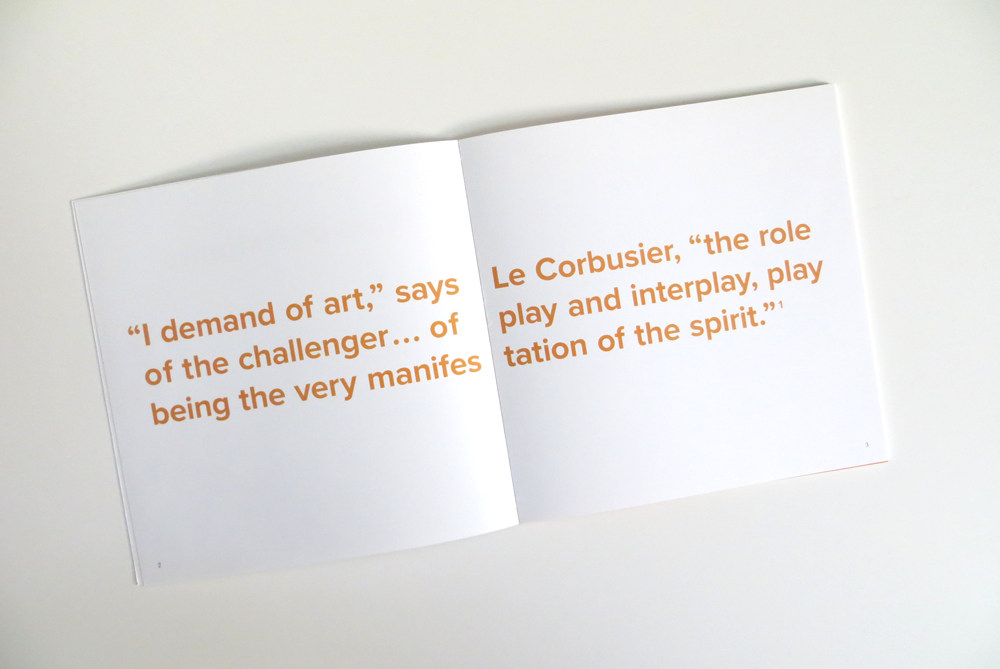 “I demand of art,” says Le Corbusier, “the role
of the challenger... of play and interplay, play
being the very manifes tation of the spirit.”1
2
3